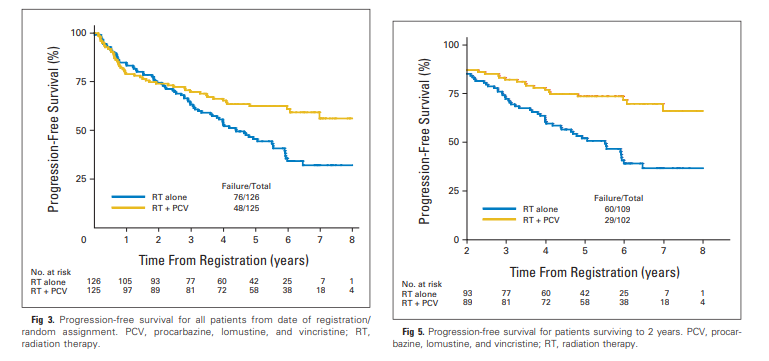 Progression-Free Survival (%)
100
75
50
25
Failure/Total
RT alone 76/126
RT + PCV 48/125
0 1 2 3 4 5 6 7 8
Time From Registration (years)
No. at risk
RT alone 126 105 93 77 60 42 25 7 1
RT + PCV 125 97 89 81 72 58 38 18 4
Fig 3. Progression-free survival for all patients from date of registration/
random assignment. PCV, procarbazine, lomustine, and vincristine; RT,
radiation therapy.
Progression-Free Survival (%)
100
75
50
25
0
Failure/Total
RT alone 60/109
RT + PCV 29/102
2 3 4 5 6 7 8
Time From Registration (years)
No. at risk
RT alone 93 77 60 42 25 7 1
RT + PCV 89 81 72 58 38 18 4
Fig 5. Progression-free survival for patients surviving to 2 years. PCV, procar-
bazine, lomustine, and vincristine; RT, radiation therapy.